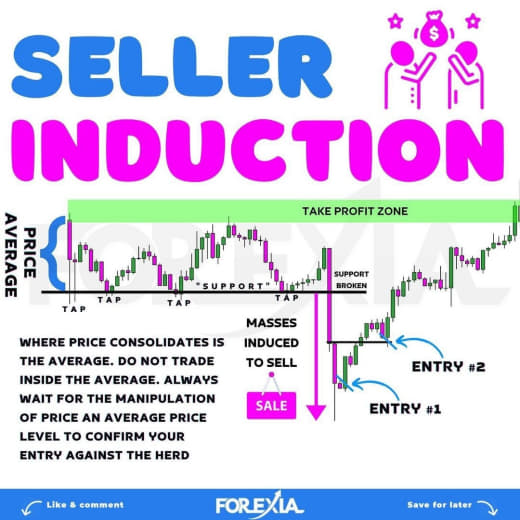 SELLER
INDUCTION
$
TAKE PROFIT ZONE
PRICE
AVERAGE
"SUPPORT"
SUPPORT
BROKEN
TAP
TAP
TAP
TAP
MASSES
INDUCED
TO SELL
SALE
ENTRY #2
ENTRY #1
WHERE PRICE CONSOLIDATES IS
THE AVERAGE. DO NOT TRADE
INSIDE THE AVERAGE. ALWAYS
WAIT FOR THE MANIPULATION
OF PRICE AN AVERAGE PRICE
LEVEL TO CONFIRM YOUR
ENTRY AGAINST THE HERD
FOREXIA
Like & comment
FOREXIA
Save for later